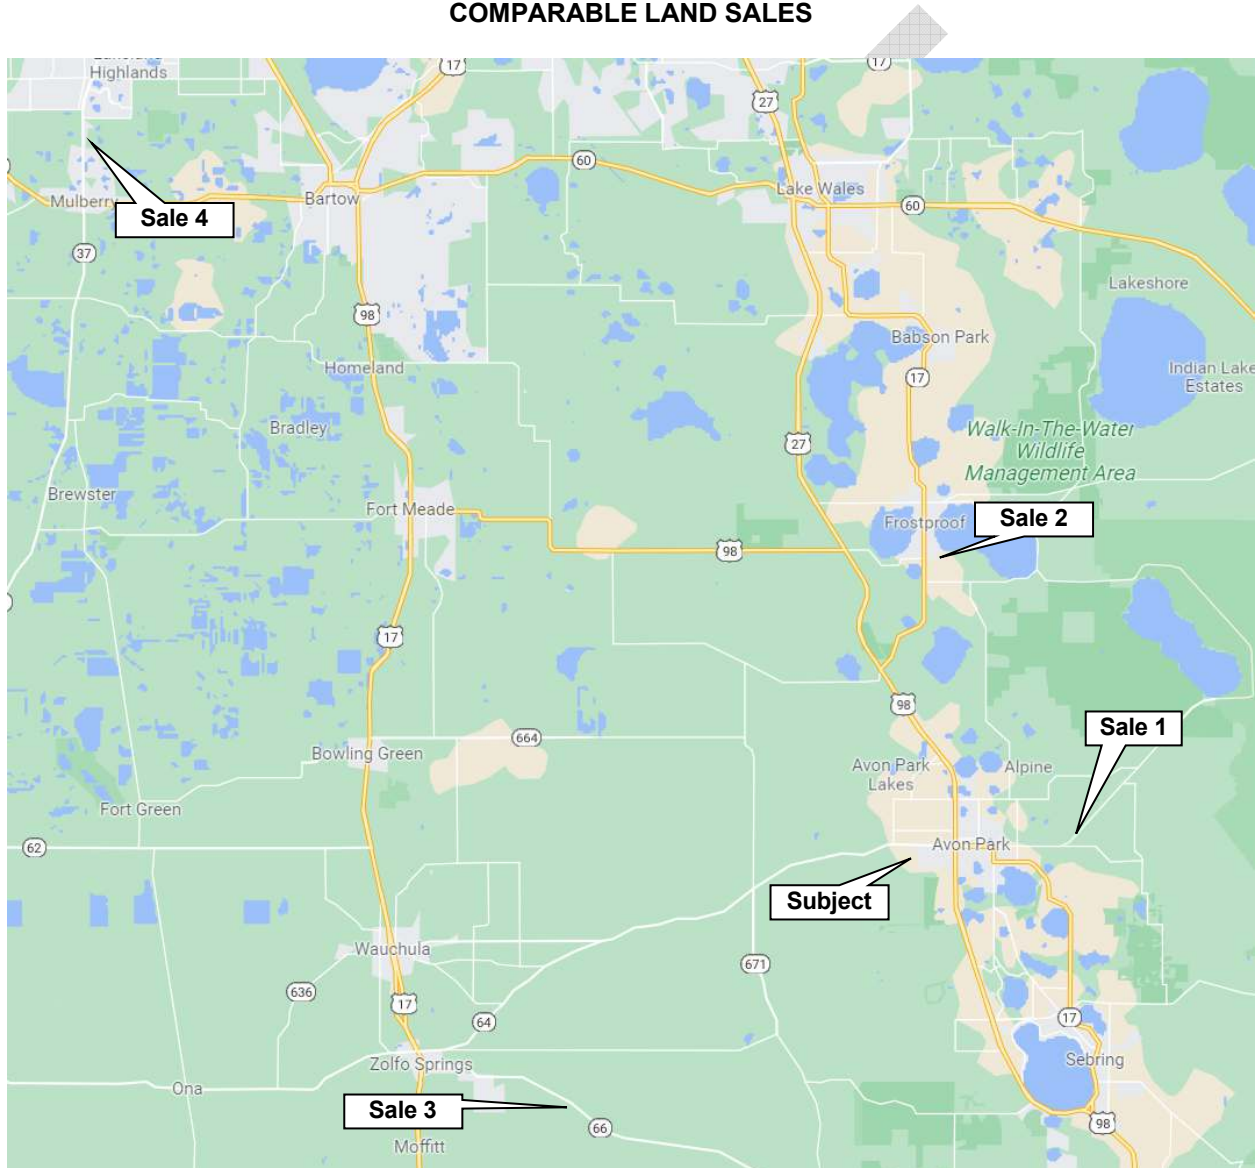 COMPARABLE LAND SALES
Highlands
17
17
27
60
Lake Wales
Mulberry
Bartow
60
Sale 4
37
Lakeshore
98
Babson Park
Homeland
Indian Lake
Estates
17
Bradley
27
Walk-In-The-Water
Wildlife
Management Area
Brewster
Fort Meade
Frostproof
Sale 2
98
17
98
Sale 1
664
Bowling Green
Avon Park
Lakes
Alpine
Fort Green
62
Avon Park
Subject
Wauchula
671
636
17
64
17
Zolfo Springs
Sebring
Ona
Sale 3
66
98
Moffitt